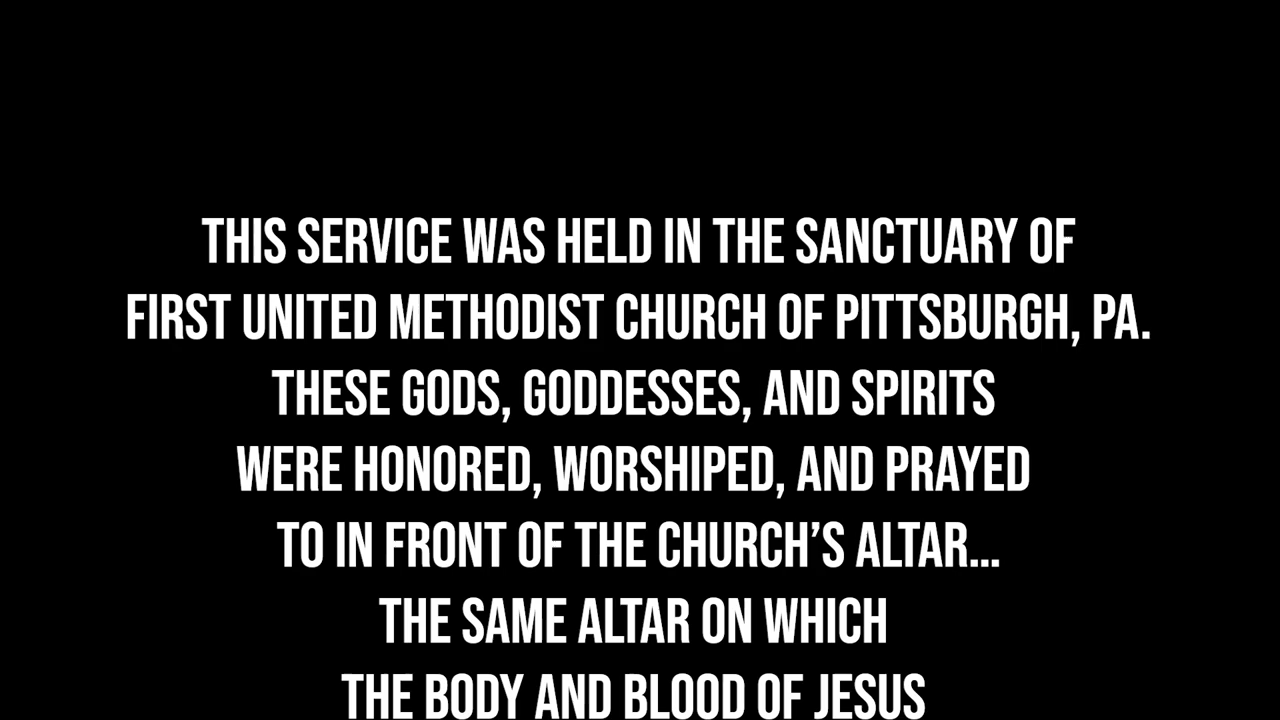 THIS SERVICE WAS HELD IN THE SANCTUARY OF
FIRST UNITED METHODIST CHURCH OF PITTSBURGH, PA.
THESE GODS, GODDESSES, AND SPIRITS
WERE HONORED, WORSHIPED, AND PRAYED
TO IN FRONT OF THE CHURCH’S ALTAR...
THE SAME ALTAR ON WHICH
THE BODY AND BLOOD OF JESUS